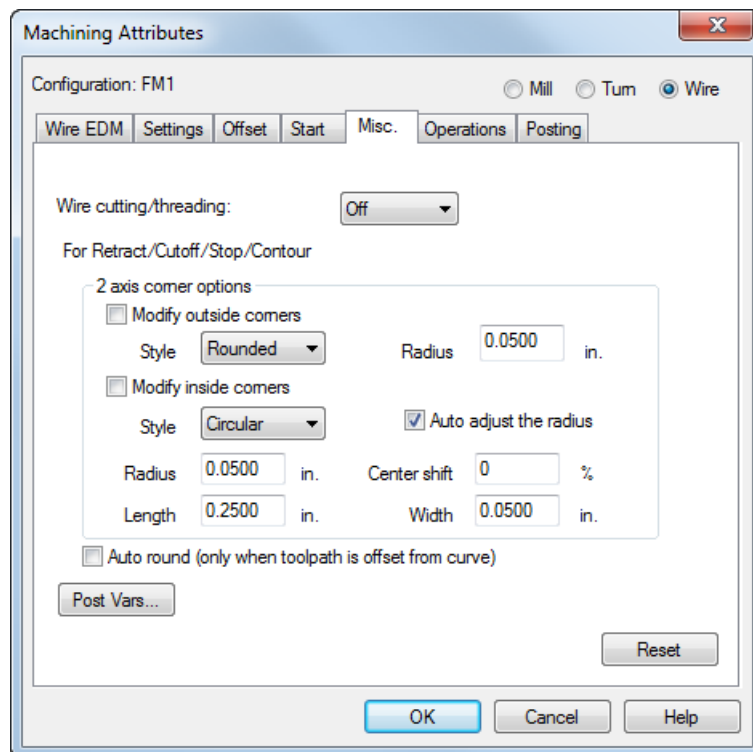 Machining Attributes
Configuration: FM1
Mill Turn Wire
Wire EDM Settings Offset Start Misc. Operations Posting
Wire cutting/threading: Off
For Retract/Cutoff/Stop/Contour
2 axis corner options
Modify outside corners
Style Rounded Radius 0.0500 in.
Modify inside corners
Style Circular Auto adjust the radius
Radius 0.0500 in. Center shift 0 %
Length 0.2500 in. Width 0.0500 in.
Auto round (only when toolpath is offset from curve)
Post Vars...
Reset
OK Cancel Help